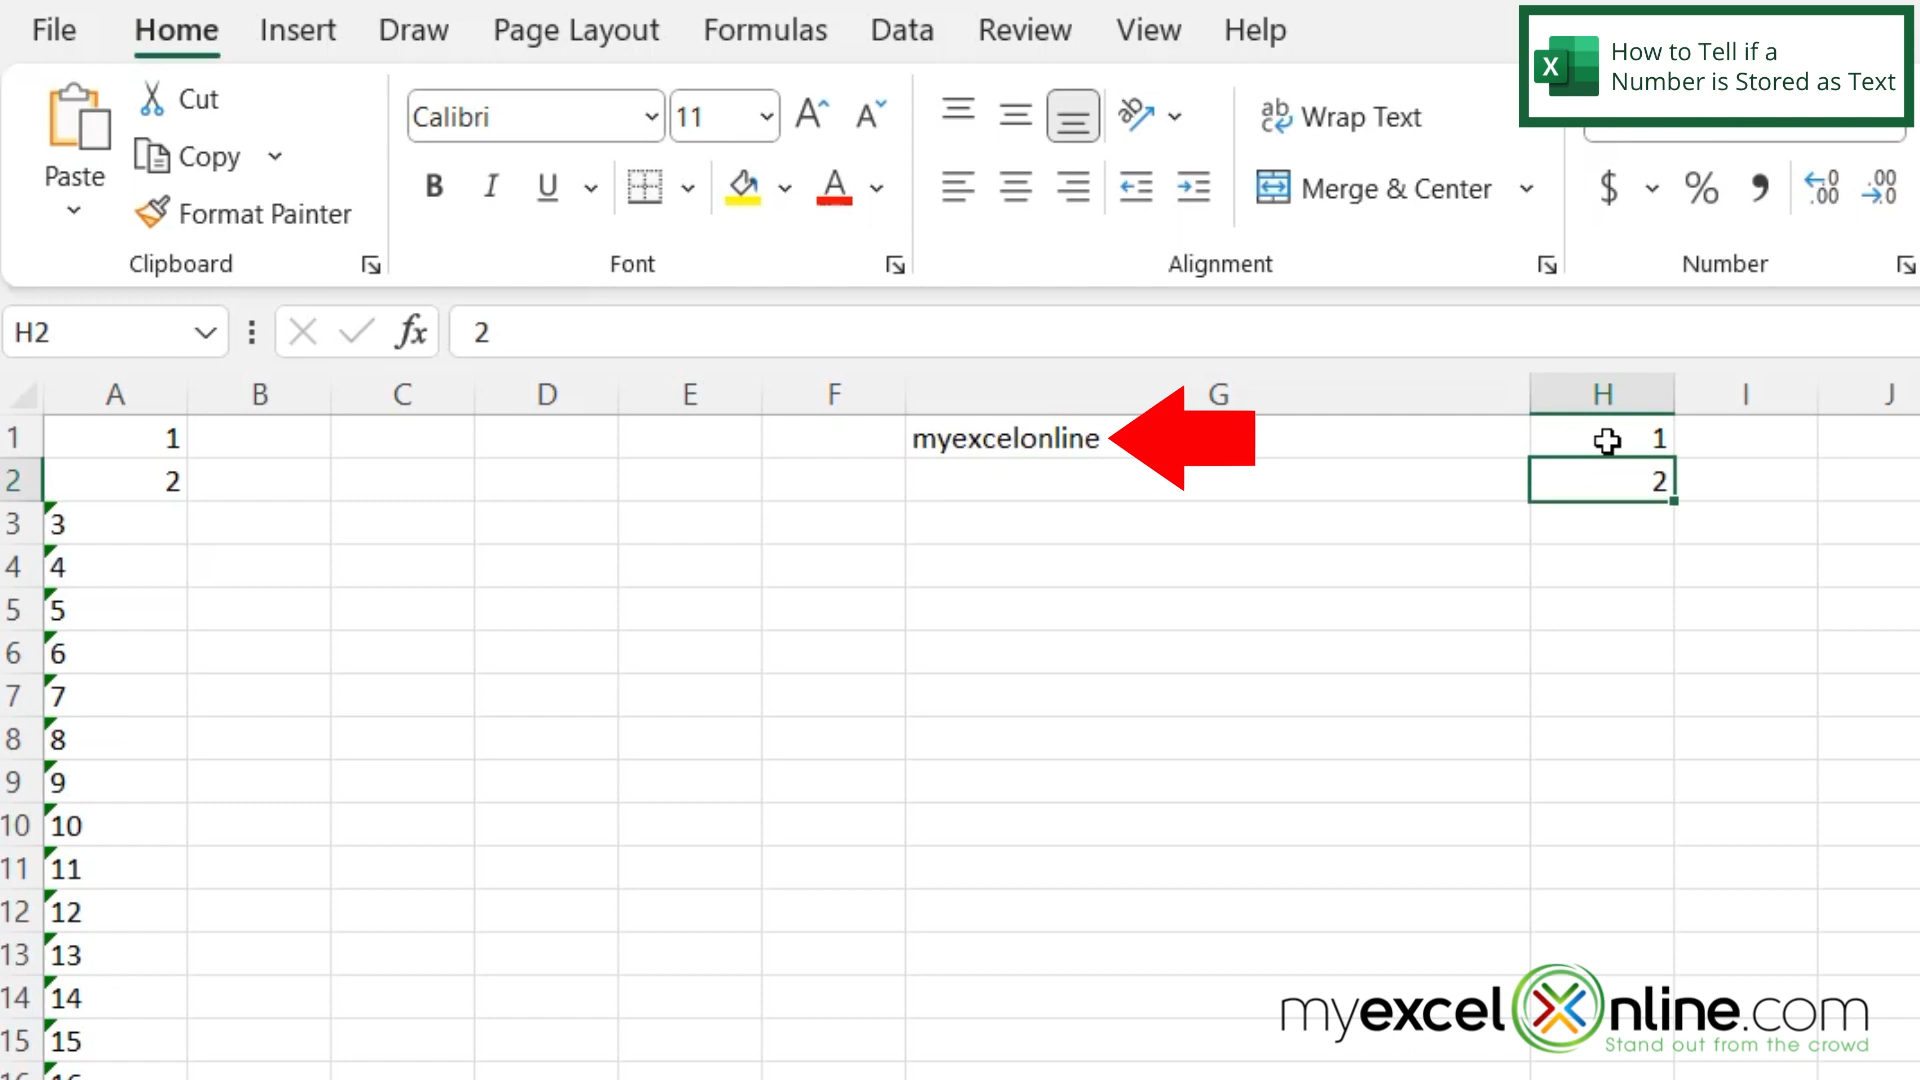 File Home Insert Draw Page Layout Formulas Data Review View Help
How to Tell if a
Number is Stored as Text
Cut
Copy
Format Painter
Paste
Calibri 11
B I U
ab Wrap Text
Merge & Center
$ % 9 .00 .00
Clipboard Font Alignment Number
H2 fx 2
A B C D E F G H I J
1 1 myexcelonline 1
2 2 2
3 3
4 4
5 5
6 6
7 7
8 8
9 9
10 10
11 11
12 12
13 13
14 14
15 15
myexcelOnline.com
Stand out from the crowd